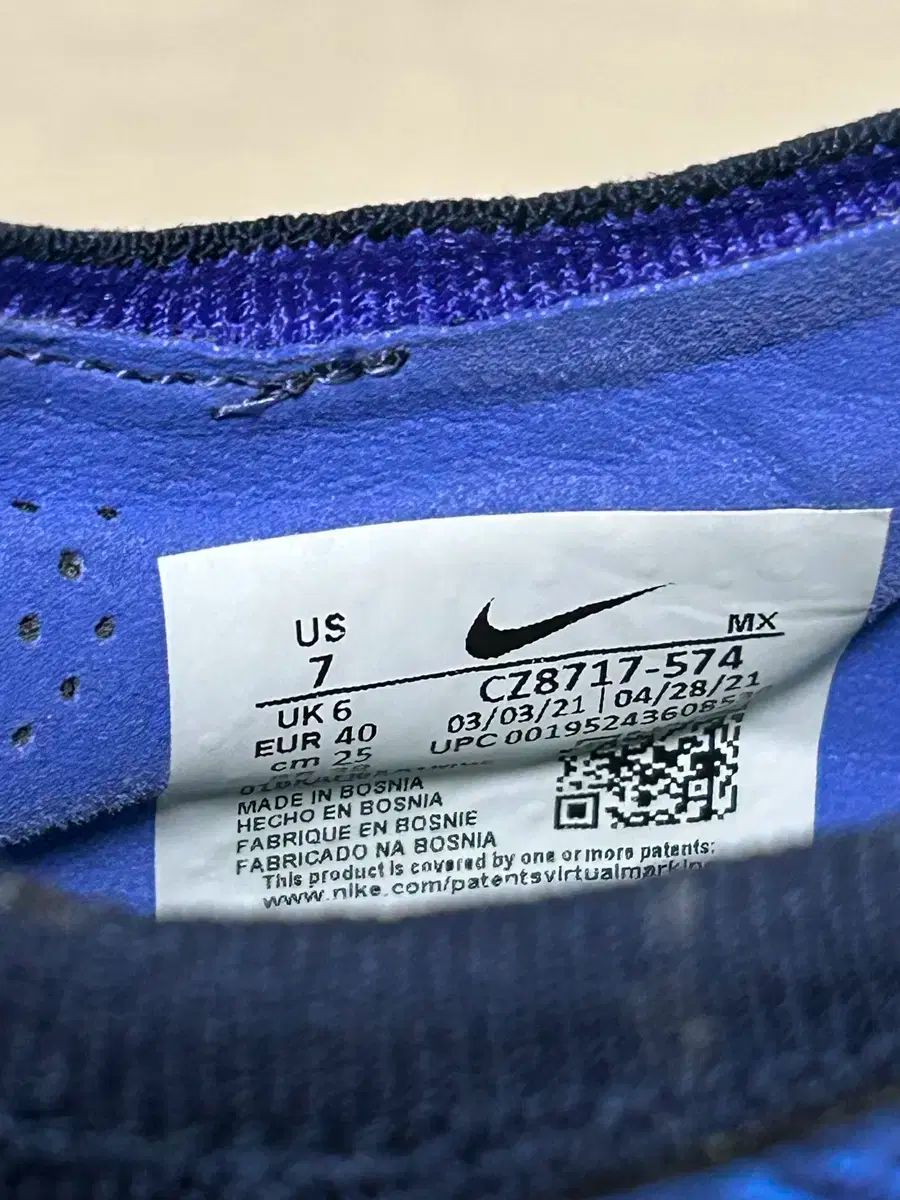 US
7
MX
CZ8717-574
UK 6
03/03/21 | 04/28/21
EUR 40
UPC 0019524360853
cm 25
MADE IN BOSNIA
HECHO EN BOSNIA
FABRIQUE EN BOSNIE
FABRICADO NA BOSNIA
This product is covered by one or more patents:
www.nike.com/patentsvirtualmarking